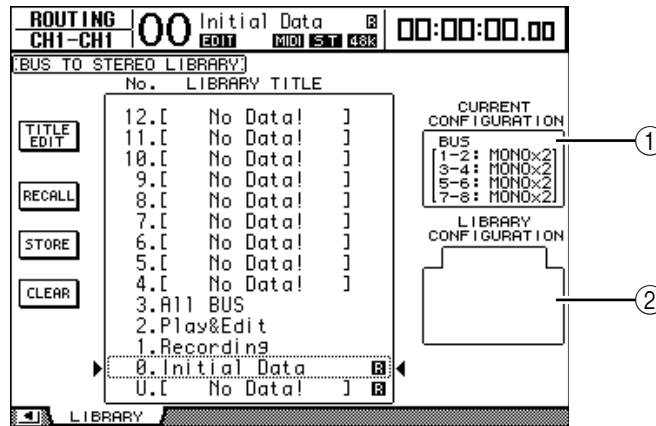 ROUTING
CH1-CH1
00
Initial Data R
EDIT MIDI ST 48k
00:00:00.00
BUS TO STEREO LIBRARY
No. LIBRARY TITLE
TITLE EDIT
RECALL
STORE
CLEAR
12.[ No Data! ]
11.[ No Data! ]
10.[ No Data! ]
9.[ No Data! ]
8.[ No Data! ]
7.[ No Data! ]
6.[ No Data! ]
5.[ No Data! ]
4.[ No Data! ]
3.All BUS
2.Play&Edit
1.Recording
0.Initial Data R
U.[ No Data! ] R
CURRENT
CONFIGURATION
BUS
[1-2: MONOx2]
3-4: MONOx2
5-6: MONOx2
[7-8: MONOx2]
1
LIBRARY
CONFIGURATION
2
LIBRARY